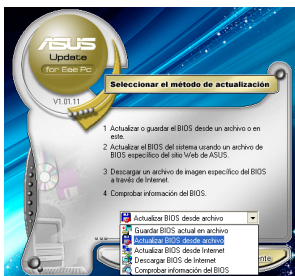 ASUS
Update
for Eee Pc
V1.01.11
Seleccionar el método de actualización
1 Actualizar o guardar el BIOS desde un archivo o en
este.
2 Actualizar el BIOS del sistema usando un archivo de
BIOS específico del sitio Web de ASUS.
3 Descargar un archivo de imagen específico del BIOS
a través de Internet.
4 Comprobar información del BIOS.
Actualizar BIOS desde archivo
Guardar BIOS actual en archivo
Actualizar BIOS desde archivo
Actualizar BIOS desde Internet
Descargar BIOS de Internet
Comprobar información del BIOS